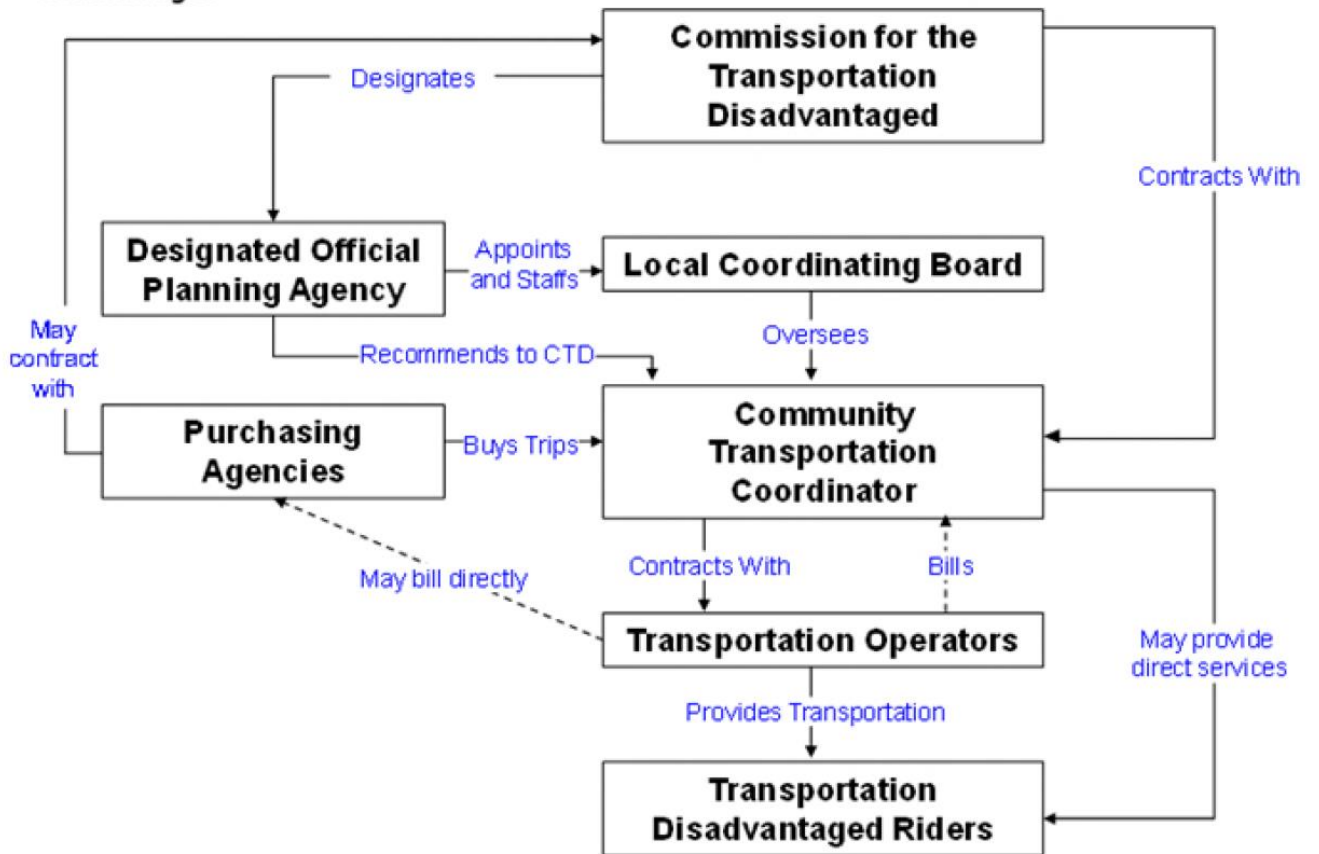 Commission for the
Transportation
Disadvantaged
Designates
Contracts With
Designated Official
Planning Agency
Appoints
and Staffs
Local Coordinating Board
May
contract
with
Recommends to CTD
Oversees
Purchasing
Agencies
Buys Trips
Community
Transportation
Coordinator
May bill directly
Contracts With
Bills
Transportation Operators
May provide
direct services
Provides Transportation
Transportation
Disadvantaged Riders